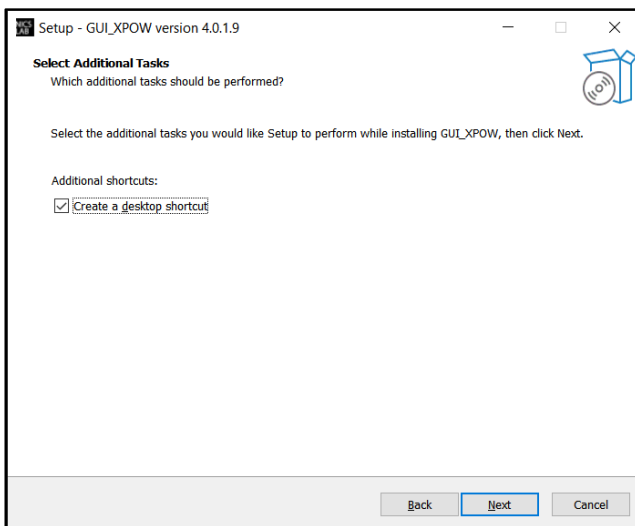 NICS
LAB
Setup - GUI_XPOW version 4.0.1.9
Select Additional Tasks
Which additional tasks should be performed?
Select the additional tasks you would like Setup to perform while installing GUI_XPOW, then click Next.
Additional shortcuts:
Create a desktop shortcut
Back Next Cancel